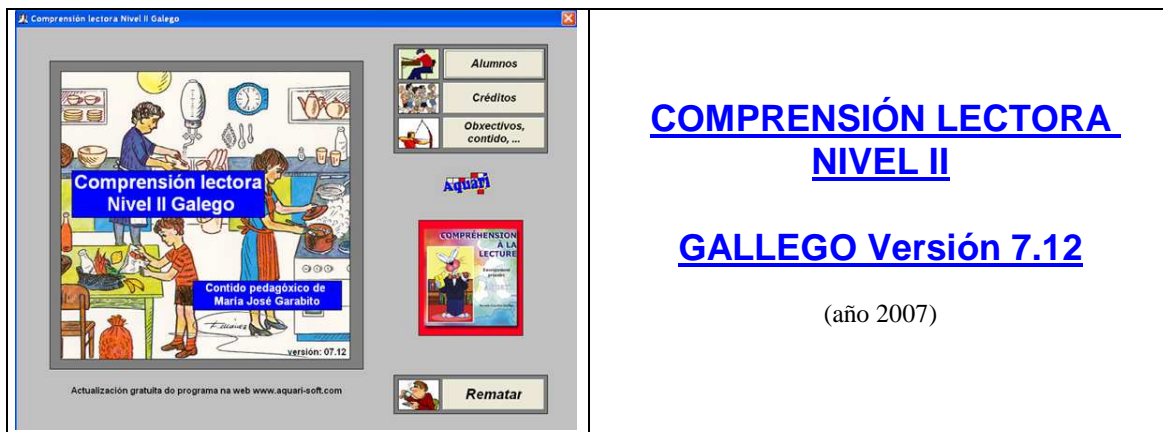 Comprensión lectora Nivel II Galego
Comprensión lectora
Nivel II Galego
Contido pedagóxico de
María José Garabito
versión: 07.12
Actualización gratuita do programa na web www.aquari-soft.com
Alumnos
Créditos
Obxectivos,
contido, ...
Aquari
COMPRÉHENSION
À LA
LECTURE
Rematar
COMPRENSIÓN LECTORA
NIVEL II
GALLEGO Versión 7.12
(año 2007)